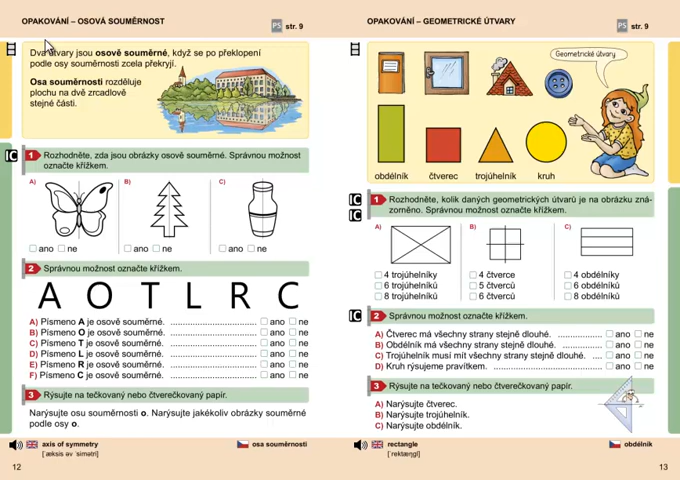 OPAKOVÁNÍ – OSOVÁ SOUMĚRNOST
PS str. 9
Dva útvary jsou osově souměrné, když se po překlopení
podle osy souměrnosti zcela překryjí.
Osa souměrnosti rozděluje
plochu na dvě zrcadlově
stejné části.
IC
1 Rozhodněte, zda jsou obrázky osově souměrné. Správnou možnost
označte křížkem.
A) B) C)
ano ne ano ne ano ne
2 Správnou možnost označte křížkem.
A O T L R C
A) Písmeno A je osově souměrné. ano ne
B) Písmeno O je osově souměrné. ano ne
C) Písmeno T je osově souměrné. ano ne
D) Písmeno L je osově souměrné. ano ne
E) Písmeno R je osově souměrné. ano ne
F) Písmeno C je osově souměrné. ano ne
3 Rýsujte na tečkovaný nebo čtverečkovaný papír.
Narýsujte osu souměrnosti o. Narýsujte jakékoliv obrázky souměrné
podle osy o.
axis of symmetry
[ˈæksis əv ˈsimətri]
osa souměrnosti
12
OPAKOVÁNÍ – GEOMETRICKÉ ÚTVARY
PS str. 9
Geometrické útvary
obdélník čtverec trojúhelník kruh
IC
IC
1 Rozhodněte, kolik daných geometrických útvarů je na obrázku zná-
zorněno. Správnou možnost označte křížkem.
A) B) C)
4 trojúhelníky 4 čtverce 4 obdélníky
6 trojúhelníků 5 čtverců 6 obdélníků
8 trojúhelníků 6 čtverců 8 obdélníků
IC
2 Správnou možnost označte křížkem.
A) Čtverec má všechny strany stejně dlouhé. ano ne
B) Obdélník má všechny strany stejně dlouhé. ano ne
C) Trojúhelník musí mít všechny strany stejně dlouhé. ano ne
D) Kruh rýsujeme pravítkem. ano ne
3 Rýsujte na tečkovaný nebo čtverečkovaný papír.
A) Narýsujte čtverec.
B) Narýsujte trojúhelník.
C) Narýsujte obdélník.
rectangle
[ˈrektæŋgl]
obdélník
13